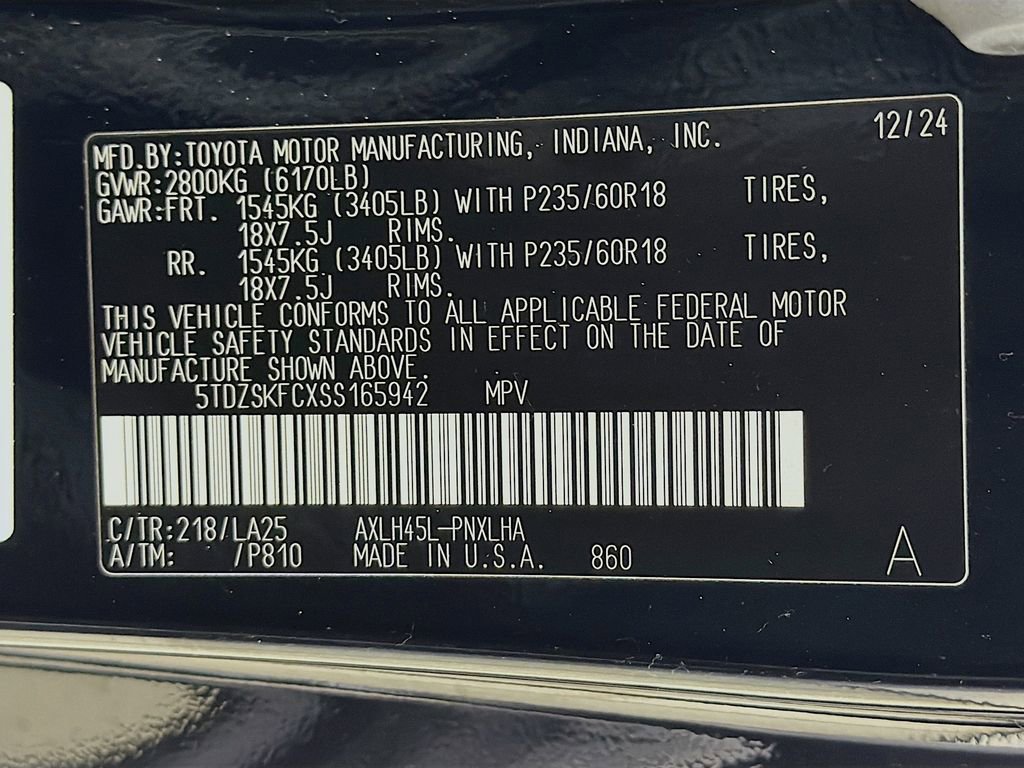 12/24
MFD.BY:TOYOTA MOTOR MANUFACTURING, INDIANA, INC.
GVWR:2800KG (6170LB)
GAWR:FRT. 1545KG (3405LB) WITH P235/60R18 TIRES,
18X7.5J RIMS.
RR. 1545KG (3405LB) WITH P235/60R18 TIRES,
18X7.5J RIMS.
THIS VEHICLE CONFORMS TO ALL APPLICABLE FEDERAL MOTOR
VEHICLE SAFETY STANDARDS IN EFFECT ON THE DATE OF
MANUFACTURE SHOWN ABOVE.
5TDZSKFCXSS165942 MPV
C/TR:218/LA25 AXLH45L-PNXLHA
A/TM: /P810 MADE IN U.S.A. 860 A